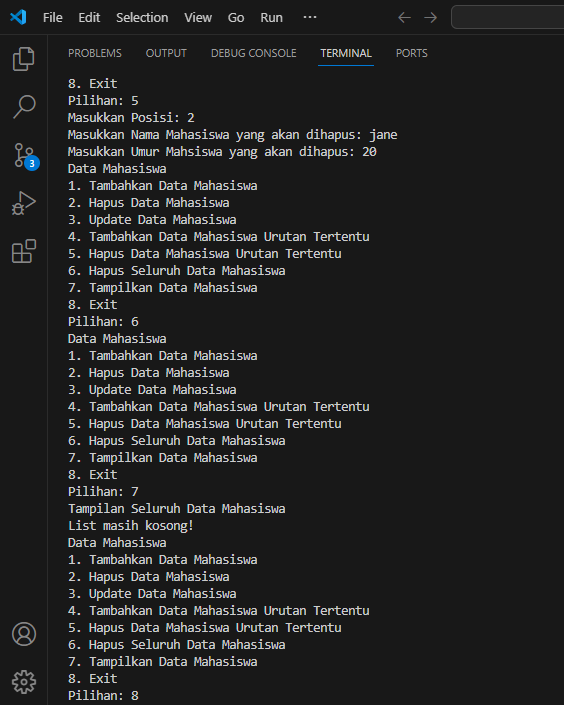 File Edit Selection View Go Run ···
PROBLEMS OUTPUT DEBUG CONSOLE TERMINAL PORTS
8. Exit
Pilihan: 5
Masukkan Posisi: 2
Masukkan Nama Mahasiswa yang akan dihapus: jane
Masukkan Umur Mahsiswa yang akan dihapus: 20
Data Mahasiswa
1. Tambahkan Data Mahasiswa
2. Hapus Data Mahasiswa
3. Update Data Mahasiswa
4. Tambahkan Data Mahasiswa Urutan Tertentu
5. Hapus Data Mahasiswa Urutan Tertentu
6. Hapus Seluruh Data Mahasiswa
7. Tampilkan Data Mahasiswa
8. Exit
Pilihan: 6
Data Mahasiswa
1. Tambahkan Data Mahasiswa
2. Hapus Data Mahasiswa
3. Update Data Mahasiswa
4. Tambahkan Data Mahasiswa Urutan Tertentu
5. Hapus Data Mahasiswa Urutan Tertentu
6. Hapus Seluruh Data Mahasiswa
7. Tampilkan Data Mahasiswa
8. Exit
Pilihan: 7
Tampilan Seluruh Data Mahasiswa
List masih kosong!
Data Mahasiswa
1. Tambahkan Data Mahasiswa
2. Hapus Data Mahasiswa
3. Update Data Mahasiswa
4. Tambahkan Data Mahasiswa Urutan Tertentu
5. Hapus Data Mahasiswa Urutan Tertentu
6. Hapus Seluruh Data Mahasiswa
7. Tampilkan Data Mahasiswa
8. Exit
Pilihan: 8
3